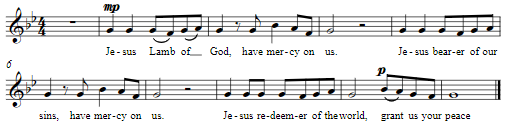 mp
Je-sus Lamb of__ God, have mer-cy on us. Je-sus bear-er of our
6
p
sins, have mer-cy on us. Je-sus re-deem-er of the world, grant us your peace